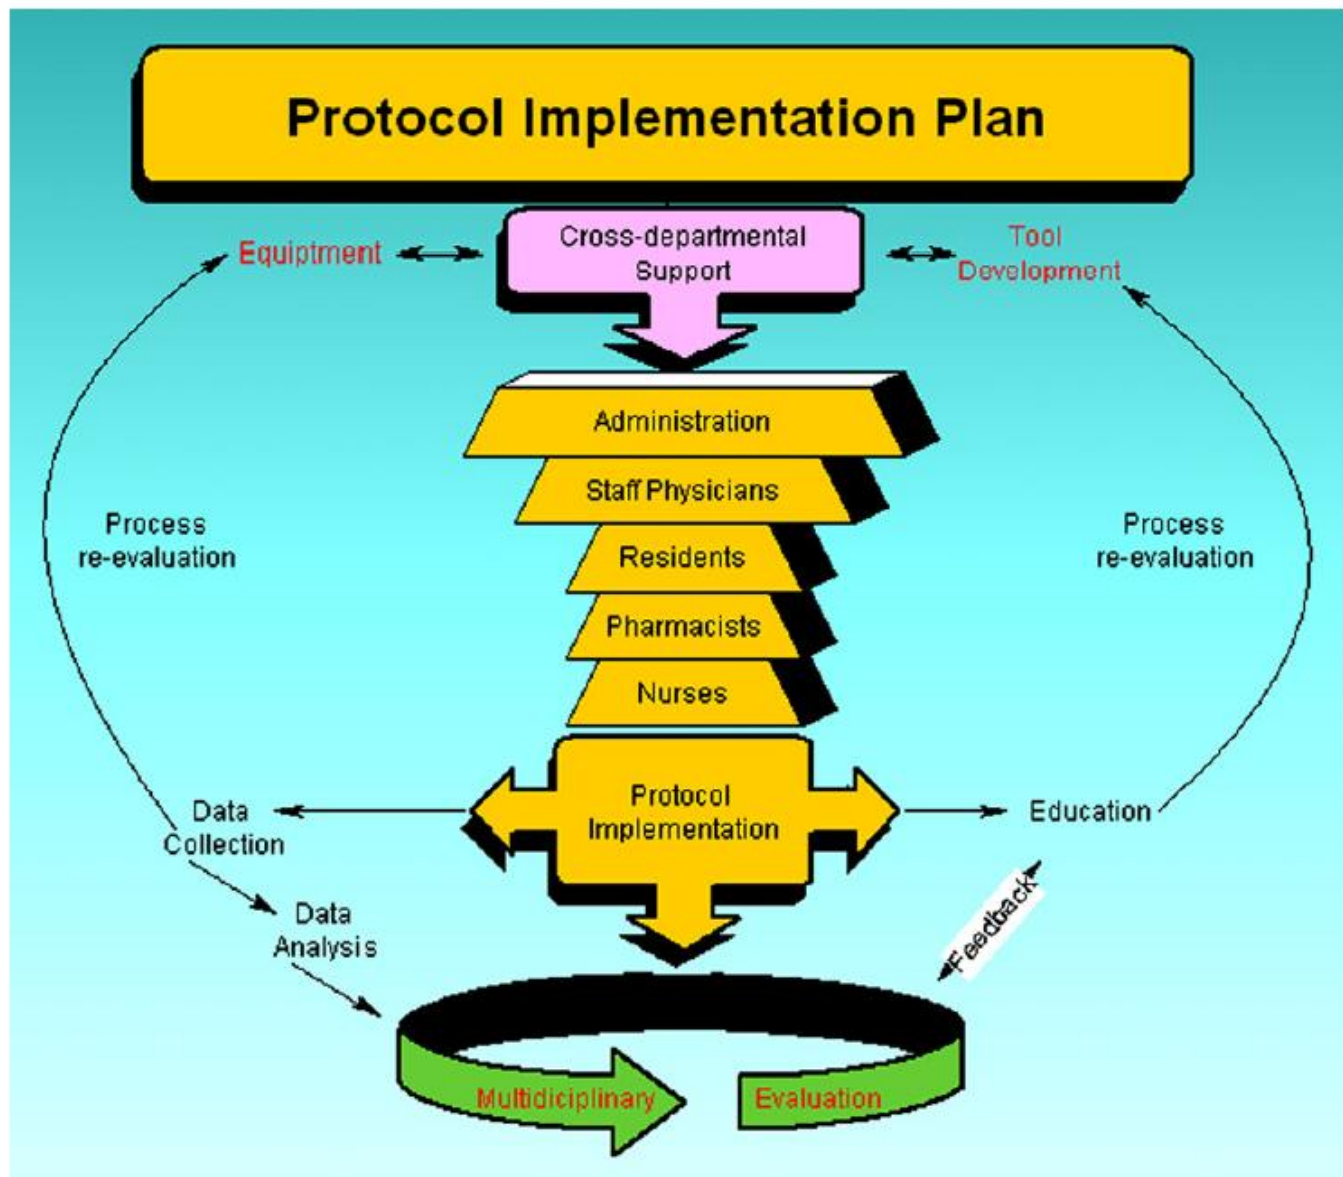 Protocol Implementation Plan
Equiptment
Cross-departmental
Support
Tool
Development
Administration
Staff Physicians
Residents
Pharmacists
Nurses
Process
re-evaluation
Process
re-evaluation
Protocol
Implementation
Data
Collection
Education
Data
Analysis
Feedback
Multidiciplinary
Evaluation